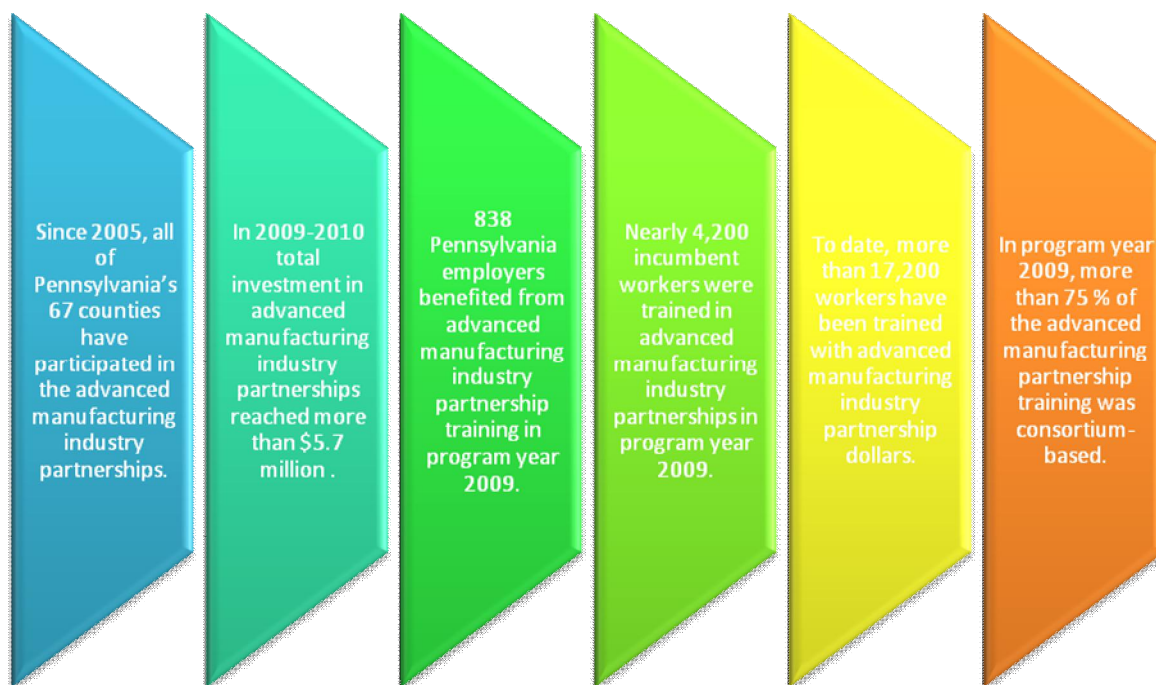 Since 2005, all
of
Pennsylvania's
67 counties
have
participated in
the advanced
manufacturing
industry
partnerships.
In 2009-2010
total
investment in
advanced
manufacturing
industry
partnerships
reached more
than $5.7
million .
838
Pennsylvania
employers
benefited from
advanced
manufacturing
industry
partnership
training in
program year
2009.
Nearly 4,200
incumbent
workers were
trained in
advanced
manufacturing
industry
partnerships in
program year
2009.
To date, more
than 17,200
workers have
been trained
with advanced
manufacturing
industry
partnership
dollars.
In program year
2009, more
than 75 % of
the advanced
manufacturing
partnership
training was
consortium-
based.